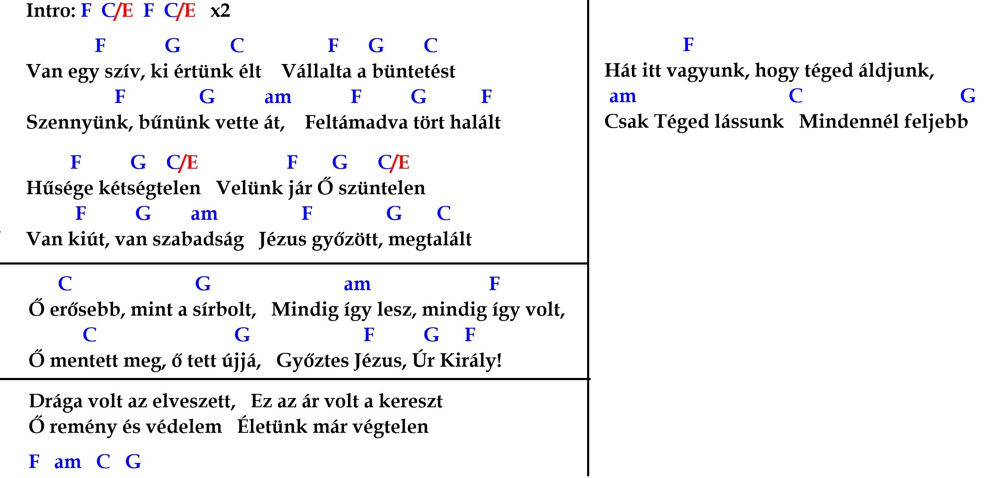 Intro: F C/E F C/E x2
F G C F G C
Van egy szív, ki értünk élt Vállalta a büntetést
F G am F G F
Szennyünk, bűnünk vette át, Feltámadva tört halált
F G C/E F G C/E
Hűsége kétségtelen Velünk jár Ő szüntelen
F G am F G C
Van kiút, van szabadság Jézus győzött, megtalált
C G am F
Ő erősebb, mint a sírbolt, Mindig így lesz, mindig így volt,
C G F G F
Ő mentett meg, ő tett újjá, Győztes Jézus, Úr Király!
Drága volt az elveszett, Ez az ár volt a kereszt
Ő remény és védelem Életünk már végtelen
F am C G
F
Hát itt vagyunk, hogy téged áldjunk,
am C G
Csak Téged lássunk Mindennél feljebb